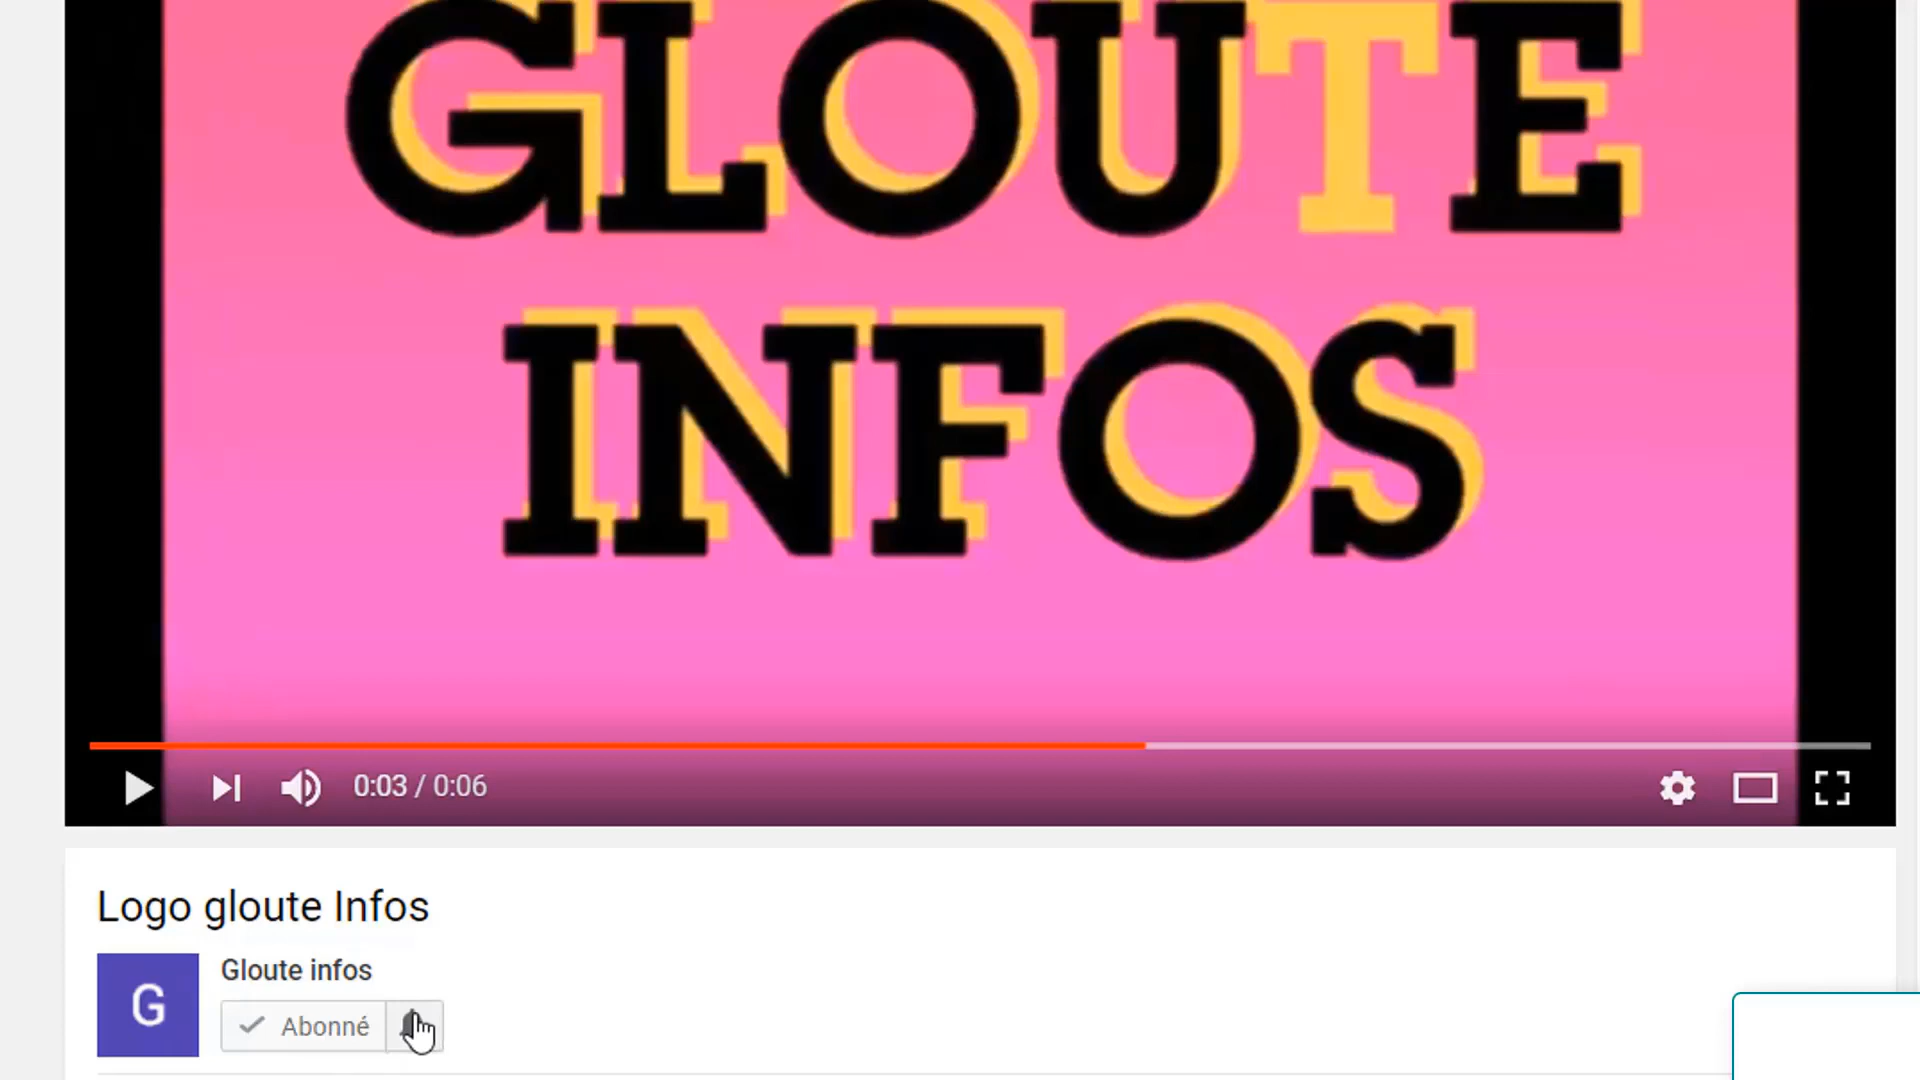 GLOUTE
INFOS
0:03 / 0:06
Logo gloute Infos
G
Gloute infos
Abonné